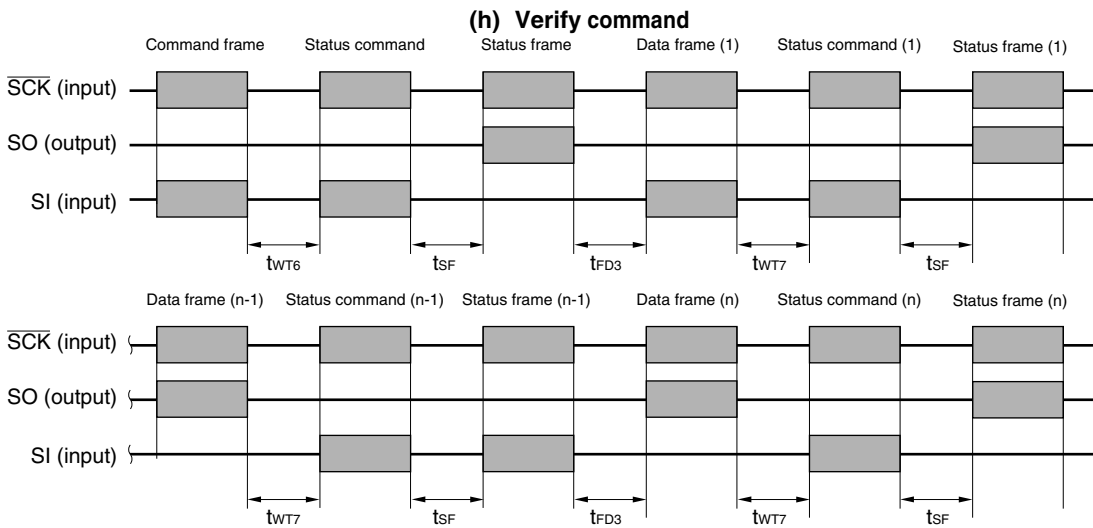 (h) Verify command
Command frame Status command Status frame Data frame (1) Status command (1) Status frame (1)
SCK (input)
SO (output)
SI (input)
tWT6 tSF tFD3 tWT7 tSF
Data frame (n-1) Status command (n-1) Status frame (n-1) Data frame (n) Status command (n) Status frame (n)
SCK (input)
SO (output)
SI (input)
tWT7 tSF tFD3 tWT7 tSF